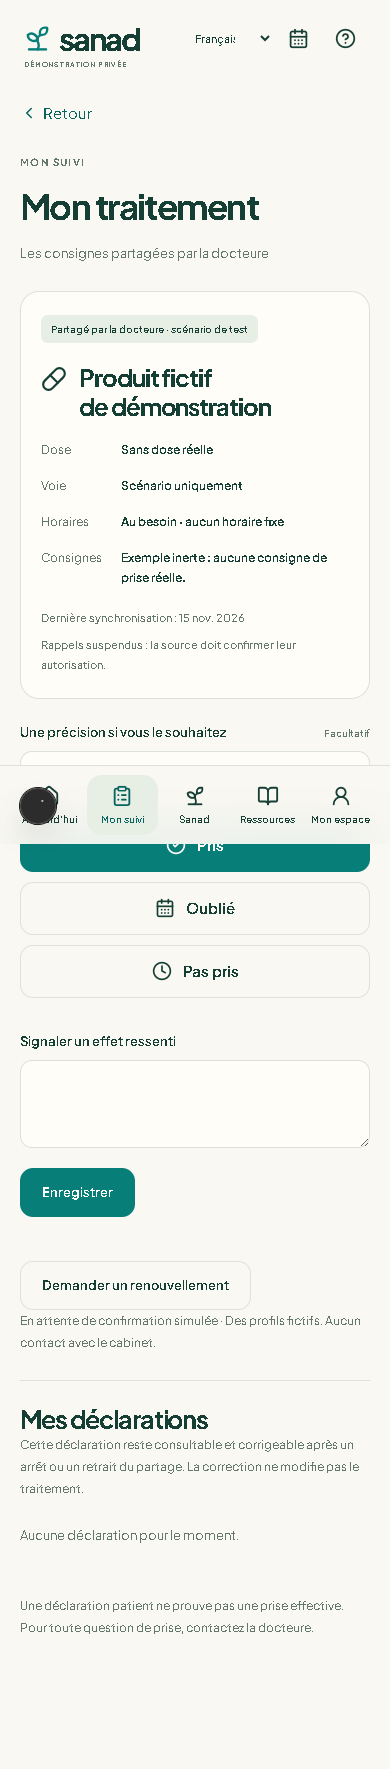 sanad
Français
DÉMONSTRATION PRIVÉE
Retour
MON SUIVI
Mon traitement
Les consignes partagées par la docteure
Partagé par la docteure · scénario de test
Produit fictif
de démonstration
Dose Sans dose réelle
Voie Scénario uniquement
Horaires Au besoin · aucun horaire fixe
Consignes Exemple inerte : aucune consigne de
prise réelle.
Dernière synchronisation : 15 nov. 2026
Rappels suspendus : la source doit confirmer leur
autorisation.
Une précision si vous le souhaitez Facultatif
Mon suivi Sanad Ressources Mon espace
Pris
Oublié
Pas pris
Signaler un effet ressenti
Enregistrer
Demander un renouvellement
En attente de confirmation simulée · Des profils fictifs. Aucun
contact avec le cabinet.
Mes déclarations
Cette déclaration reste consultable et corrigeable après un
arrêt ou un retrait du partage. La correction ne modifie pas le
traitement.
Aucune déclaration pour le moment.
Une déclaration patient ne prouve pas une prise effective.
Pour toute question de prise, contactez la docteure.